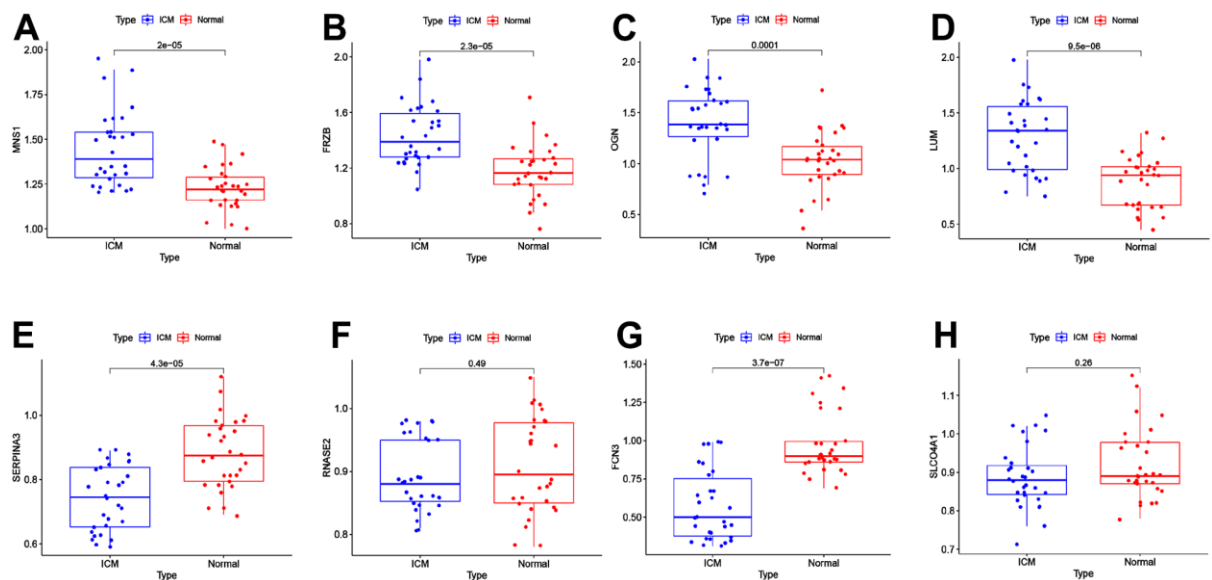 A
Type ICM Normal
2e-05
2.00
1.75
1.50
1.25
1.00
MNS1
ICM
Normal
Type
B
Type ICM Normal
2.3e-05
2.0
1.6
1.2
0.8
FRZB
ICM
Normal
Type
C
Type ICM Normal
0.0001
2.0
1.5
1.0
0.5
OGN
ICM
Normal
Type
D
Type ICM Normal
9.5e-06
2.0
1.5
1.0
0.5
LUM
ICM
Normal
Type
E
Type ICM Normal
4.3e-05
1.0
0.8
0.6
SERPINA3
ICM
Normal
Type
F
Type ICM Normal
0.49
1.0
0.9
0.8
RNASE2
ICM
Normal
Type
G
Type ICM Normal
3.7e-07
1.50
1.25
1.00
0.75
0.50
FCN3
ICM
Normal
Type
H
Type ICM Normal
0.26
1.1
1.0
0.9
0.8
0.7
SLCO4A1
ICM
Normal
Type